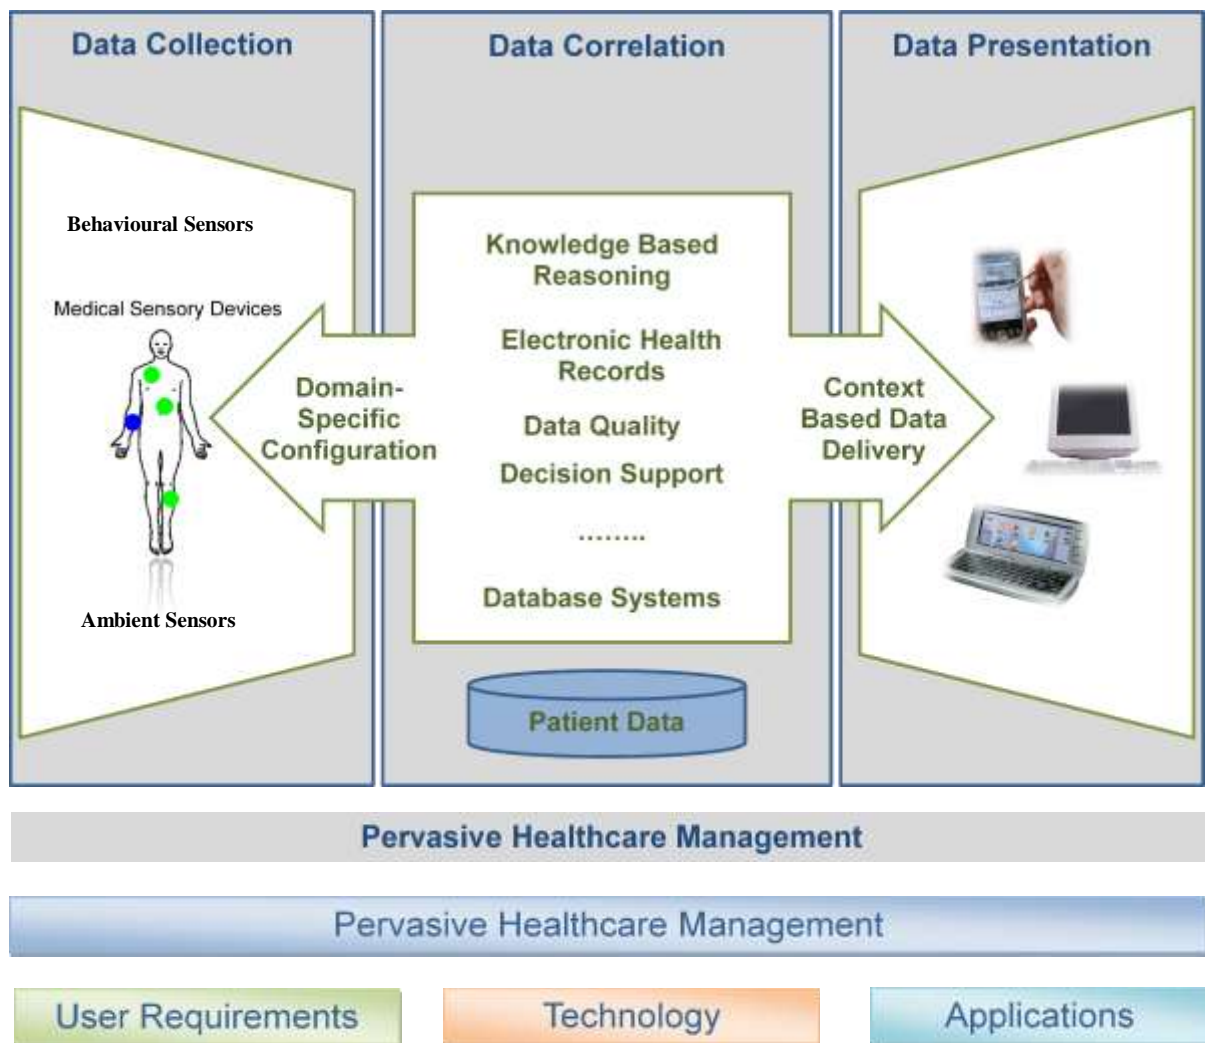 Data Collection
Data Correlation
Data Presentation
Behavioural Sensors
Medical Sensory Devices
Ambient Sensors
Domain-
Specific
Configuration
Knowledge Based
Reasoning
Electronic Health
Records
Data Quality
Decision Support
........
Database Systems
Patient Data
Context
Based Data
Delivery
Pervasive Healthcare Management
Pervasive Healthcare Management
User Requirements
Technology
Applications